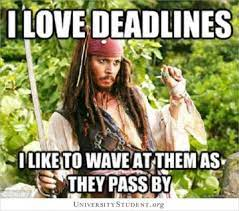 I LOVE DEADLINES
I LIKE TO WAVE AT THEM AS
THEY PASS BY
UNIVERSITYSTUDENT.ORG